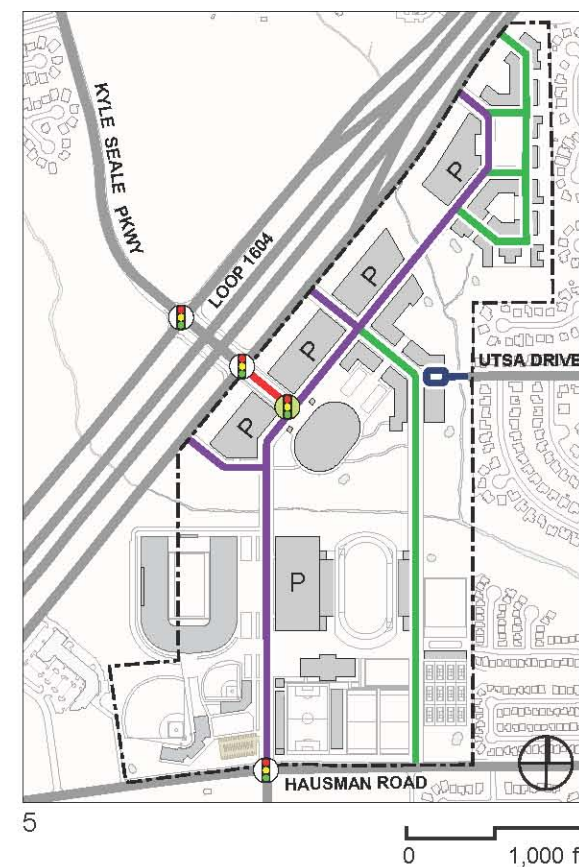 KYLE SEALE PKWY
LOOP 1604
P
P
P
P
UTSA DRIVE
P
HAUSMAN ROAD
5
0 1,000 f